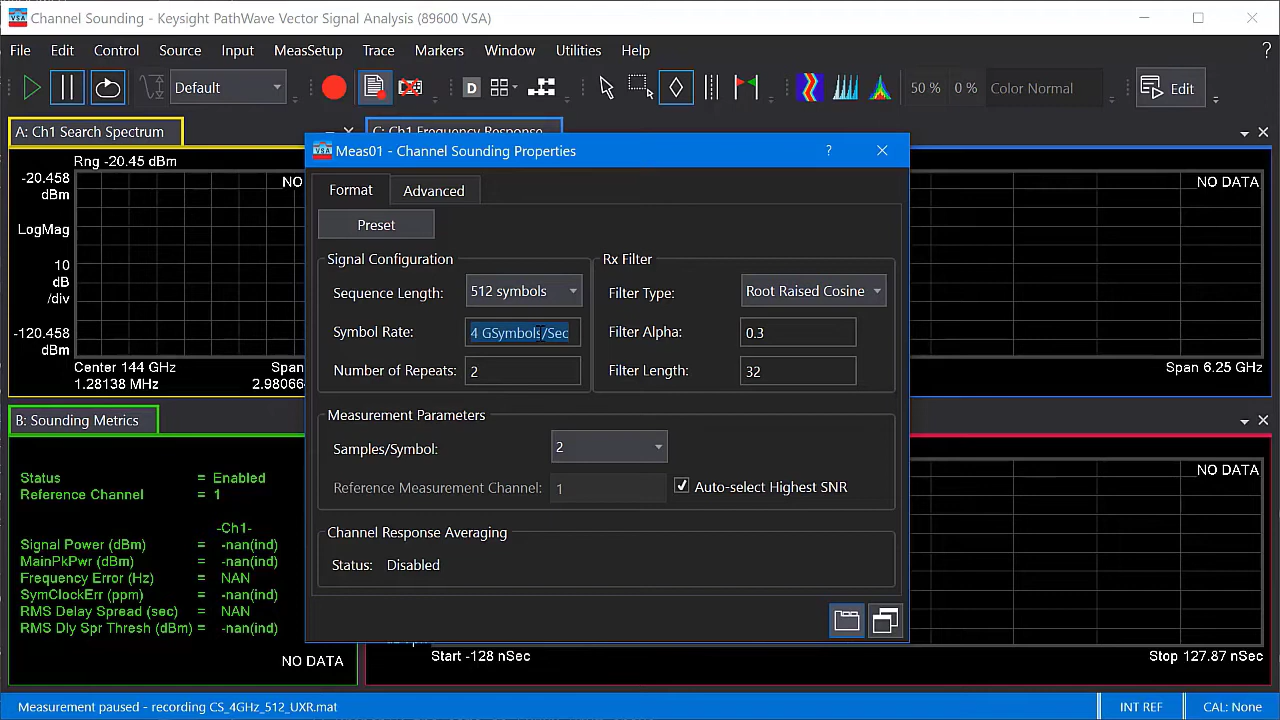 Channel Sounding - Keysight PathWave Vector Signal Analysis (89600 VSA)
File Edit Control Source Input MeasSetup Trace Markers Window Utilities Help ?
Default D 50 % 0 % Color Normal Edit
A: Ch1 Search Spectrum
C: Ch1 Frequency Response
Rng -20.45 dBm
-20.458
dBm
LogMag
10
dB
/div
-120.458
dBm
NO
Center 144 GHz Span
1.28138 MHz 2.98066
NO DATA
Span 6.25 GHz
B: Sounding Metrics
Status = Enabled
Reference Channel = 1
-Ch1-
Signal Power (dBm) = -nan(ind)
MainPkPwr (dBm) = -nan(ind)
Frequency Error (Hz) = NAN
SymClockErr (ppm) = -nan(ind)
RMS Delay Spread (sec) = NAN
RMS Dly Spr Thresh (dBm) = -nan(ind)
NO DATA
NO DATA
Start -128 nSec Stop 127.87 nSec
VSA Meas01 - Channel Sounding Properties ?
Format Advanced
Preset
Signal Configuration
Sequence Length: 512 symbols
Symbol Rate: 4 GSymbols/Sec
Number of Repeats: 2
Rx Filter
Filter Type: Root Raised Cosine
Filter Alpha: 0.3
Filter Length: 32
Measurement Parameters
Samples/Symbol: 2
Reference Measurement Channel: 1 Auto-select Highest SNR
Channel Response Averaging
Status: Disabled
Measurement paused - recording CS_4GHz_512_UXR.mat INT REF CAL: None